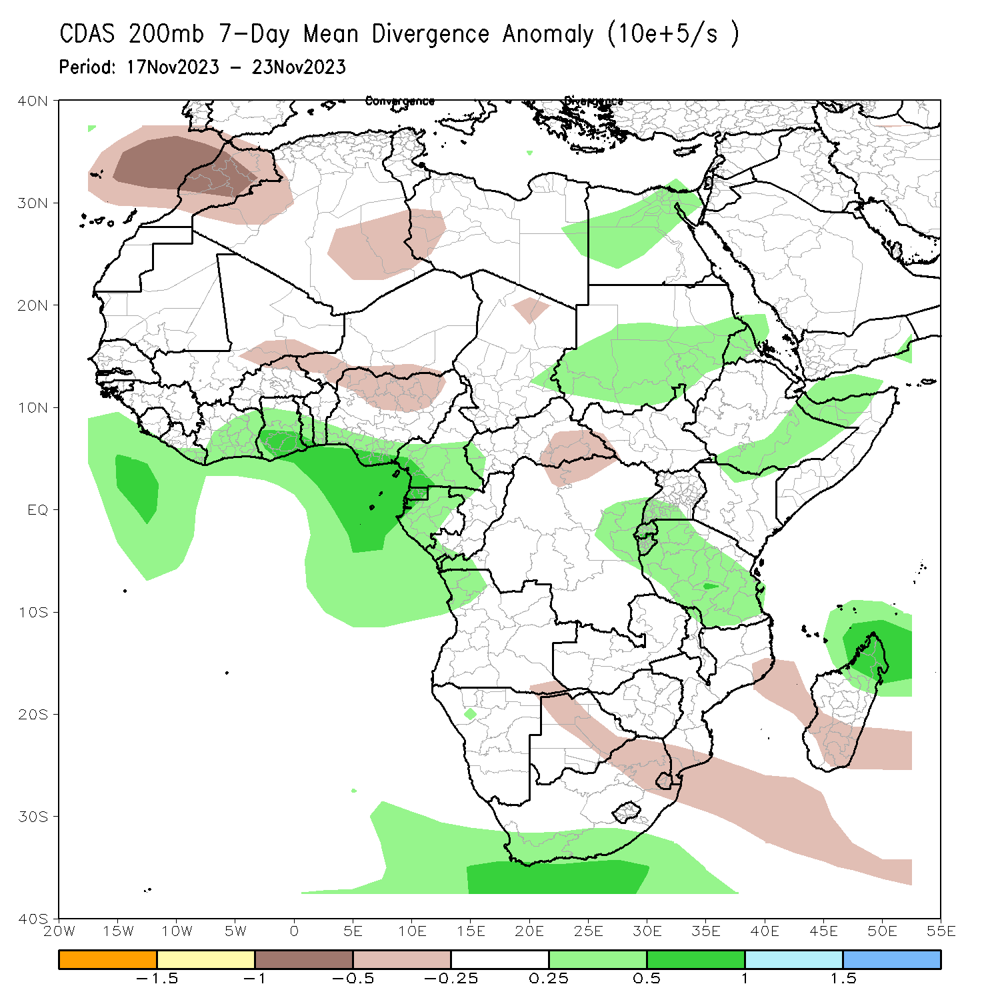 CDAS 200mb 7-Day Mean Divergence Anomaly (10e+5/s )
Period: 17Nov2023 - 23Nov2023
Convergence Divergence
40N
30N
20N
10N
EQ
10S
20S
30S
40S
20W 15W 10W 5W 0 5E 10E 15E 20E 25E 30E 35E 40E 45E 50E 55E
-1.5 -1 -0.5 -0.25 0.25 0.5 1 1.5